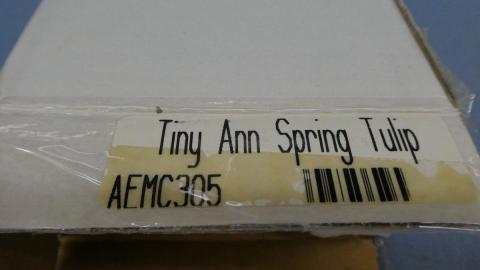 Tiny Ann Spring Tulip
AEMC305